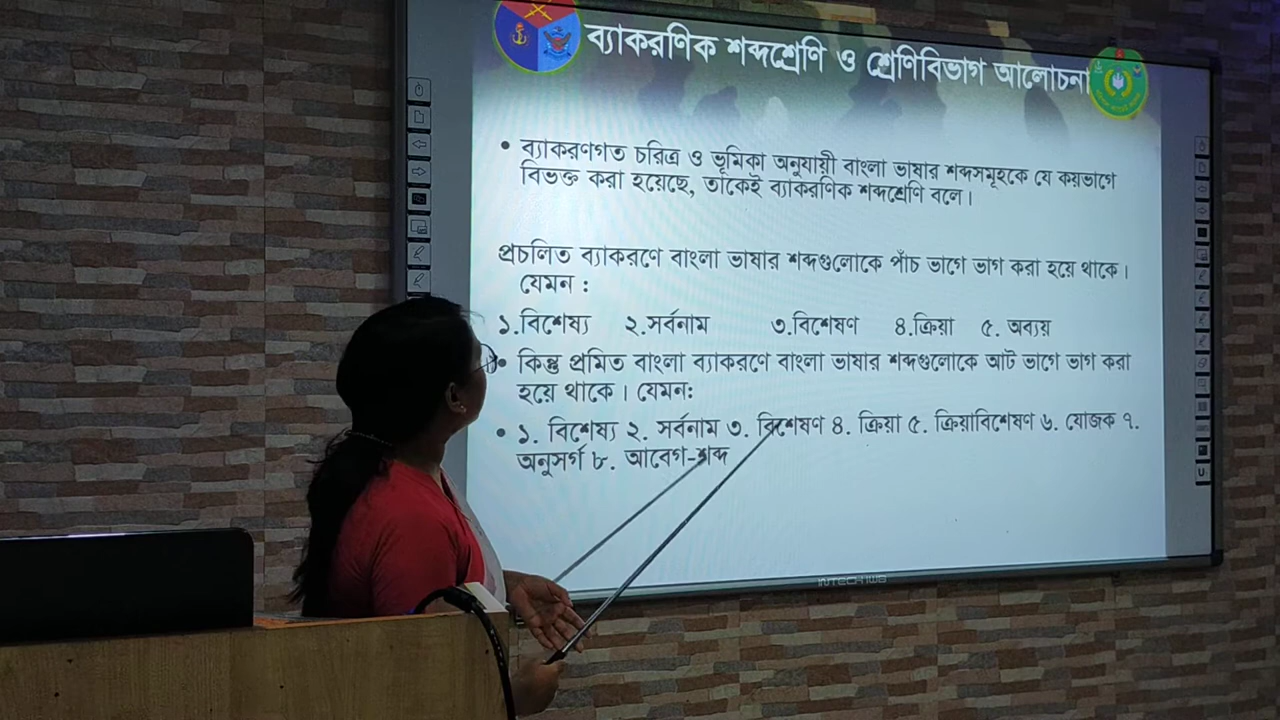 ব্যাকরণিক শব্দশ্রেণি ও শ্রেণিবিভাগ আলোচনা
• ব্যাকরণগত চরিত্র ও ভূমিকা অনুযায়ী বাংলা ভাষার শব্দসমূহকে যে কয়ভাগে
বিভক্ত করা হয়েছে, তাকেই ব্যাকরণিক শব্দশ্রেণি বলে।
প্রচলিত ব্যাকরণে বাংলা ভাষার শব্দগুলোকে পাঁচ ভাগে ভাগ করা হয়ে থাকে।
যেমন :
১.বিশেষ্য ২.সর্বনাম ৩.বিশেষণ ৪.ক্রিয়া ৫. অব্যয়
• কিন্তু প্রমিত বাংলা ব্যাকরণে বাংলা ভাষার শব্দগুলোকে আট ভাগে ভাগ করা
হয়ে থাকে । যেমন:
• ১. বিশেষ্য ২. সর্বনাম ৩. বিশেষণ ৪. ক্রিয়া ৫. ক্রিয়াবিশেষণ ৬. যোজক ৭.
অনুসর্গ ৮. আবেগ-শব্দ